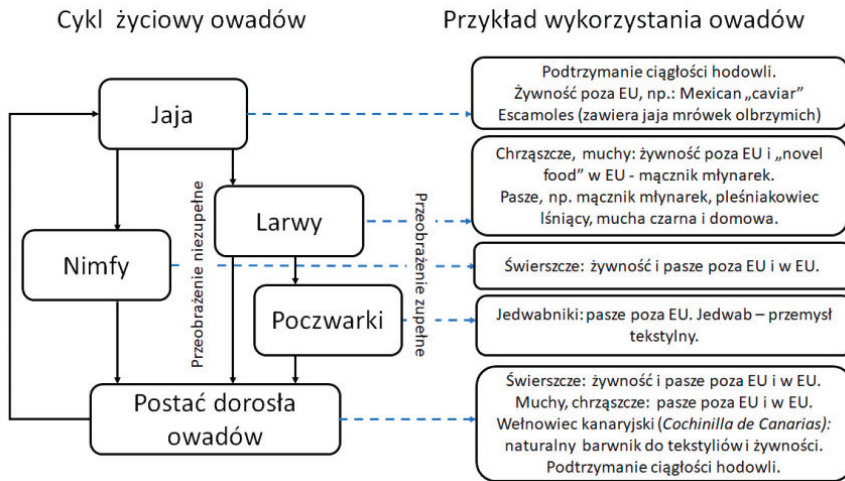 Cykl życiowy owadów
Przykład wykorzystania owadów
Jaja
Larwy
Nimfy
Poczwarki
Postać dorosła
owadów
Przeobrażenie niezupełne
Przeobrażenie zupełne
Podtrzymanie ciągłości hodowli.
Żywność poza EU, np.: Mexican „caviar”
Escamoles (zawiera jaja mrówek olbrzymich)
Chrząszcze, muchy: żywność poza EU i „novel
food” w EU - mącznik młynarek.
Pasze, np. mącznik młynarek, pleśniakowiec
lśniący, mucha czarna i domowa.
Świerszcze: żywność i pasze poza EU i w EU.
Jedwabniki: pasze poza EU. Jedwab – przemysł
tekstylny.
Świerszcze: żywność i pasze poza EU i w EU.
Muchy, chrząszcze: pasze poza EU i w EU.
Wełnowiec kanaryjski (Cochinilla de Canarias):
naturalny barwnik do tekstyliów i żywności.
Podtrzymanie ciągłości hodowli.